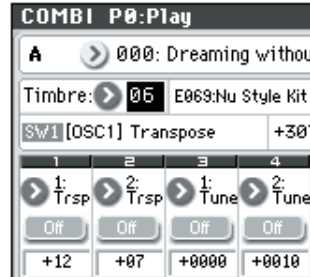 COMBI P0:Play
A 000: Dreaming withou
Timbre: 06 E069:Nu Style Kit
SW1 [OSC1] Transpose +30
1 2 3 4
1: Trsp 2: Trsp 1: Tune 2: Tune
Off Off Off Off
+12 +07 +0000 +0010